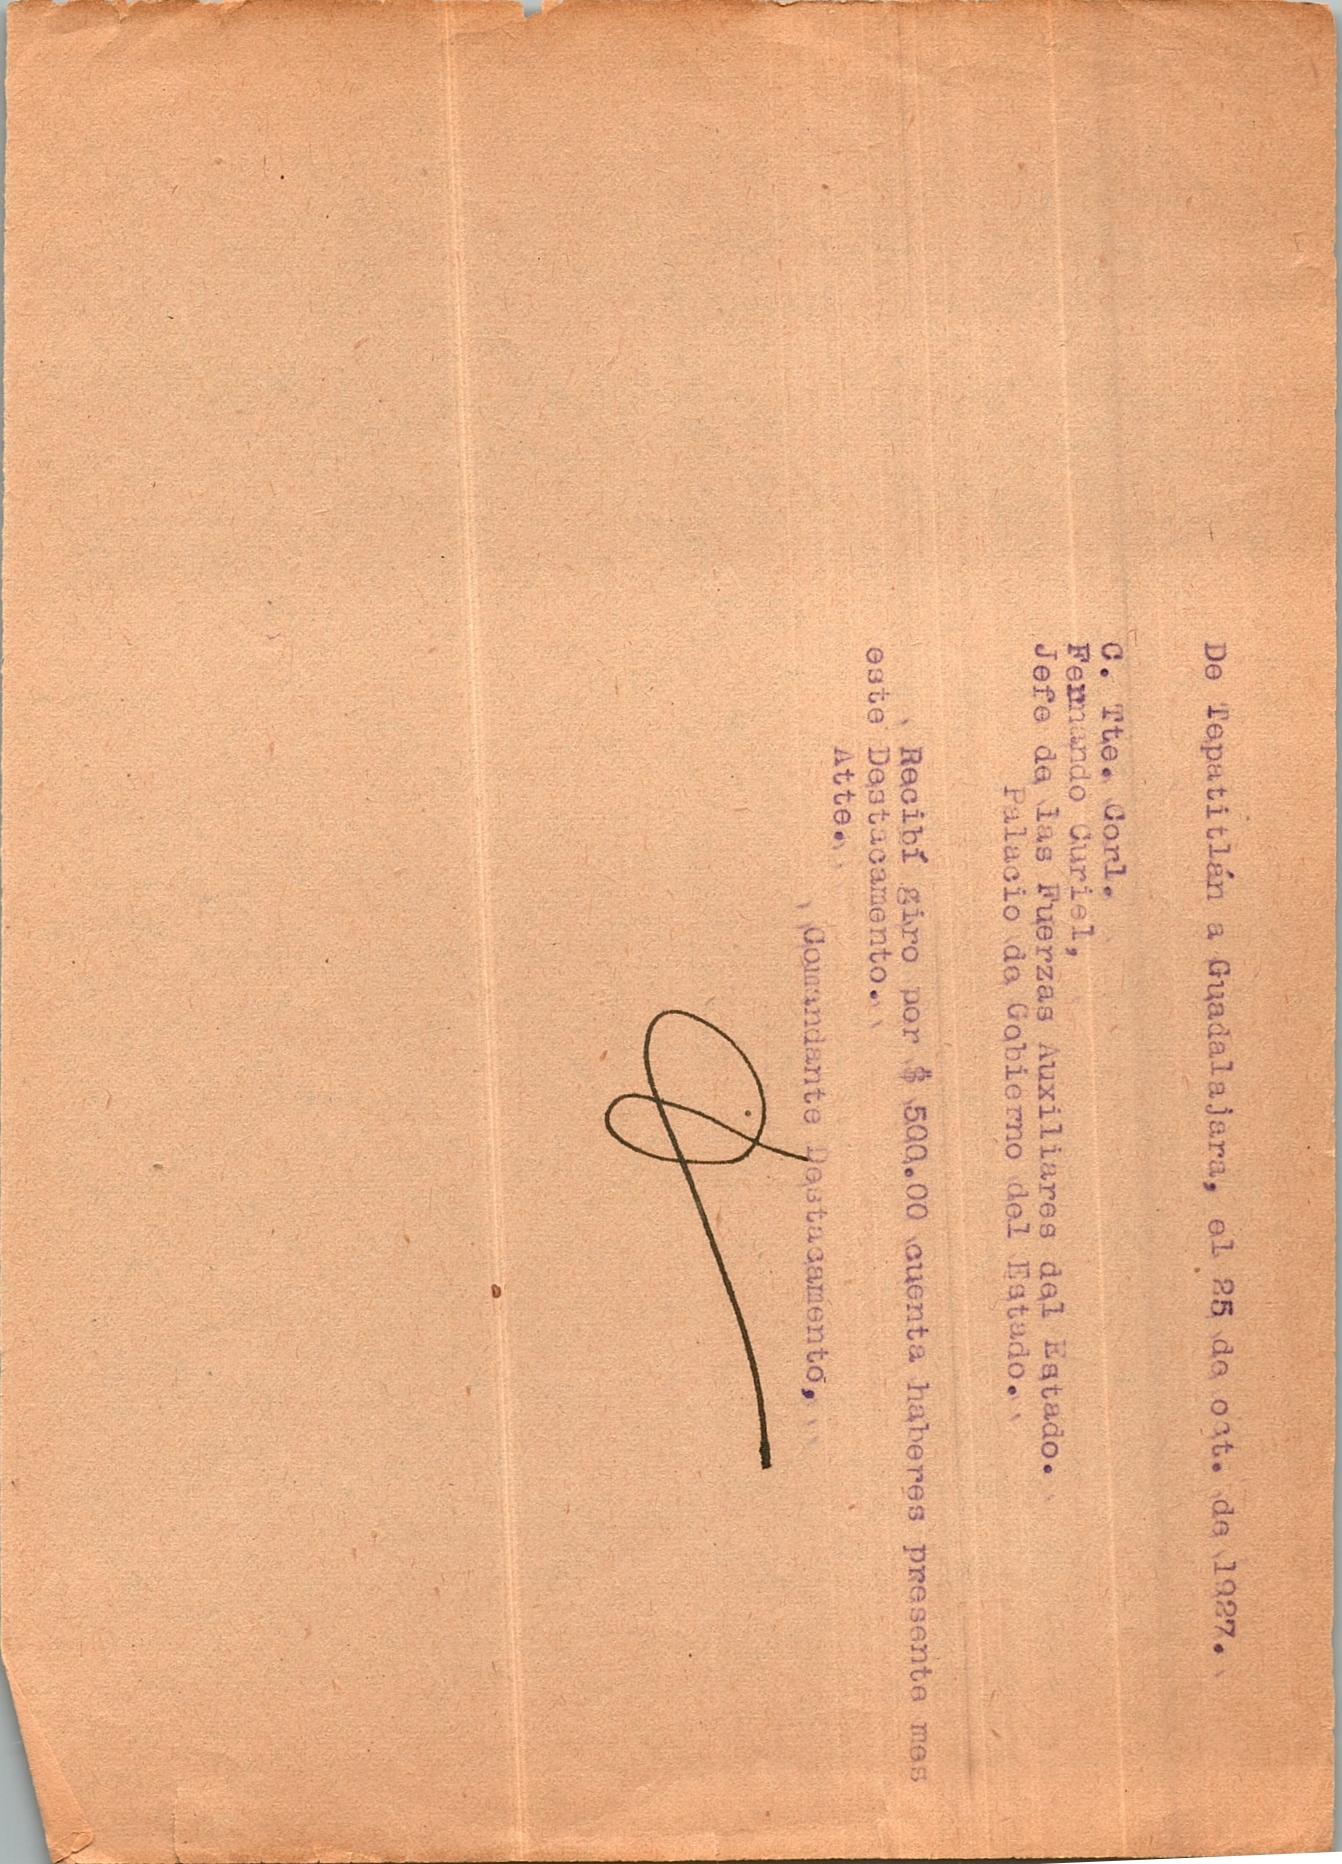 De Tepatitlán a Guadalajara, el 25 de oct. de 1927.
C. Tte. Corl.
Fernando Curiel,
Jefe de las Fuerzas Auxiliares del Estado.
Palacio de Gobierno del Estado.
Recibí giro por $ 500.00 cuenta haberes presente mes
este Destacamento.
Atte.
Comandante Destacamento,